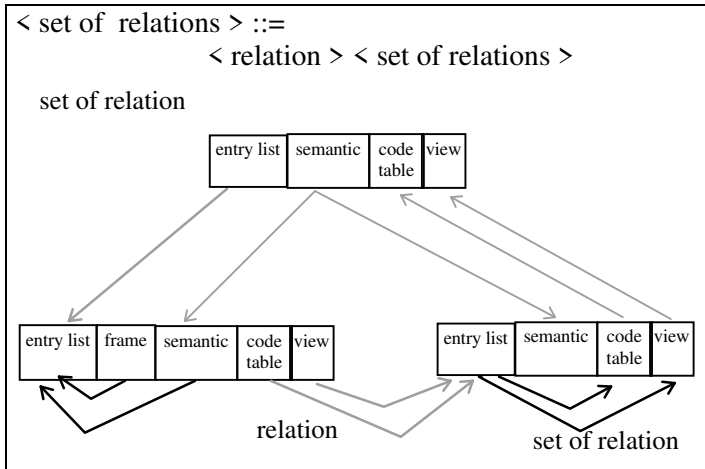 < set of relations > ::=
< relation > < set of relations >
set of relation
entry list semantic code table view
entry list frame semantic code table view
entry list semantic code table view
relation
set of relation